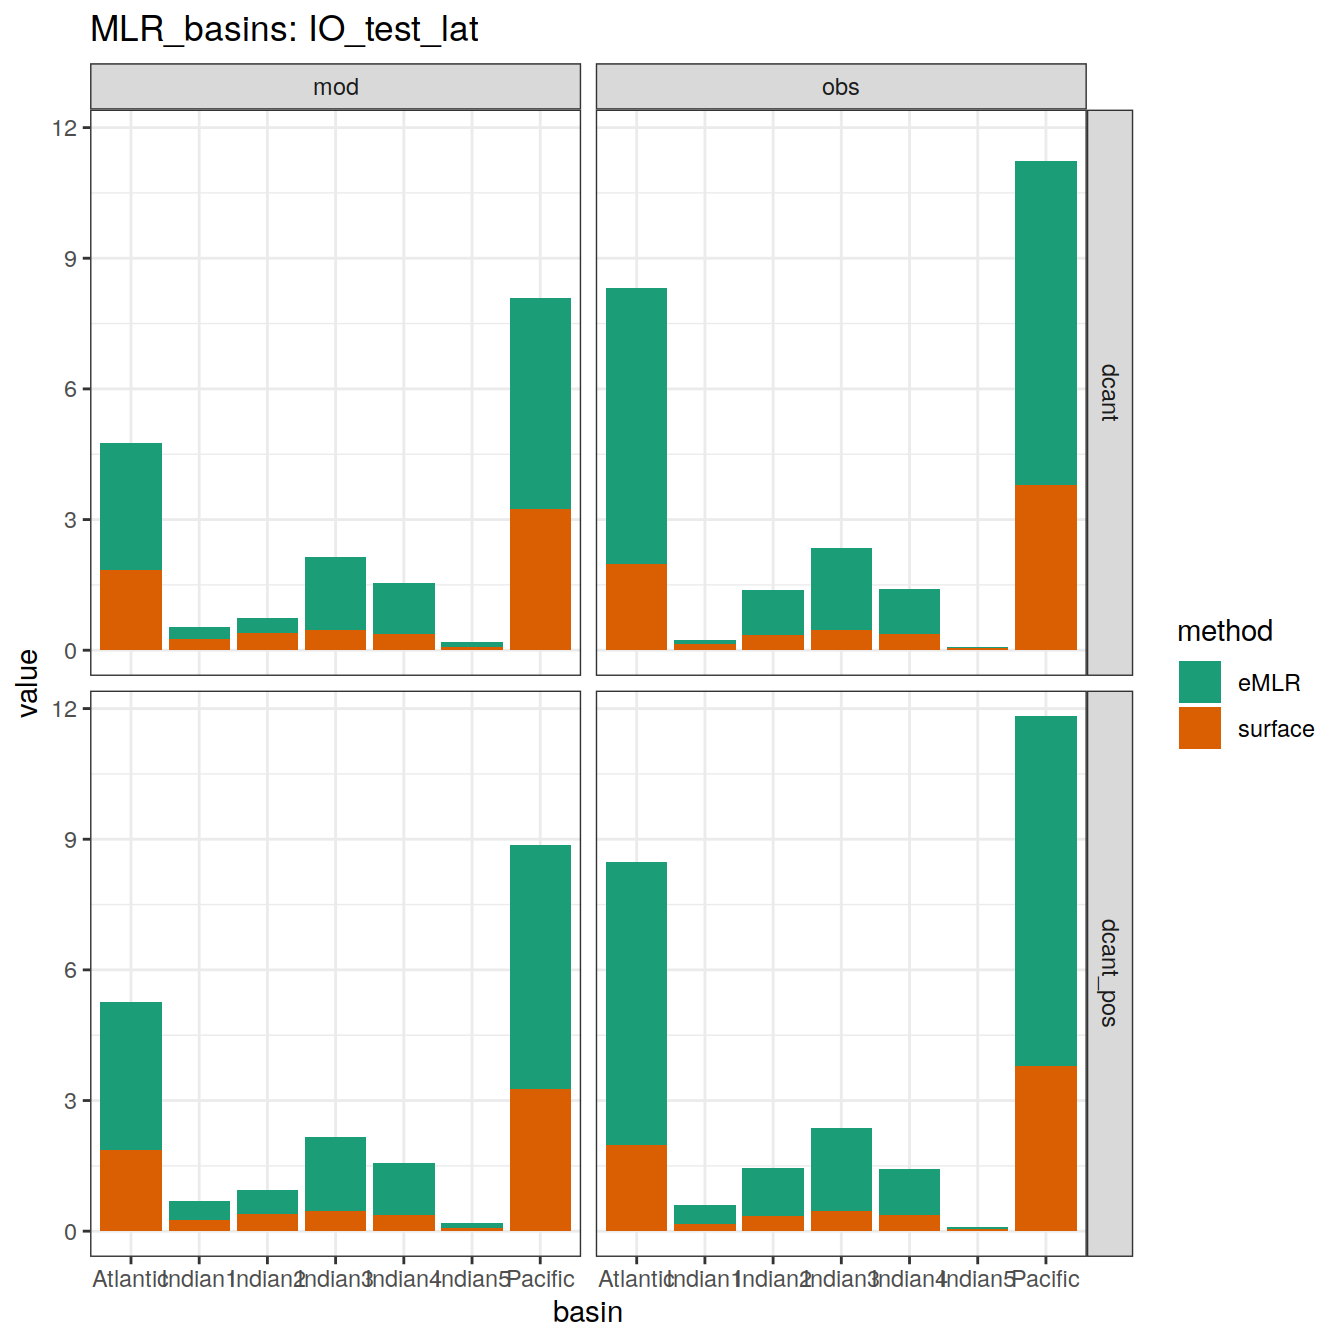 MLR_basins: IO_test_lat
mod
obs
12
9
6
3
0
dcant
12
9
6
3
0
dcant_pos
value
Atlantic Indian1 Indian2 Indian3 Indian4 Indian5 Pacific
Atlantic Indian1 Indian2 Indian3 Indian4 Indian5 Pacific
basin
method
eMLR
surface